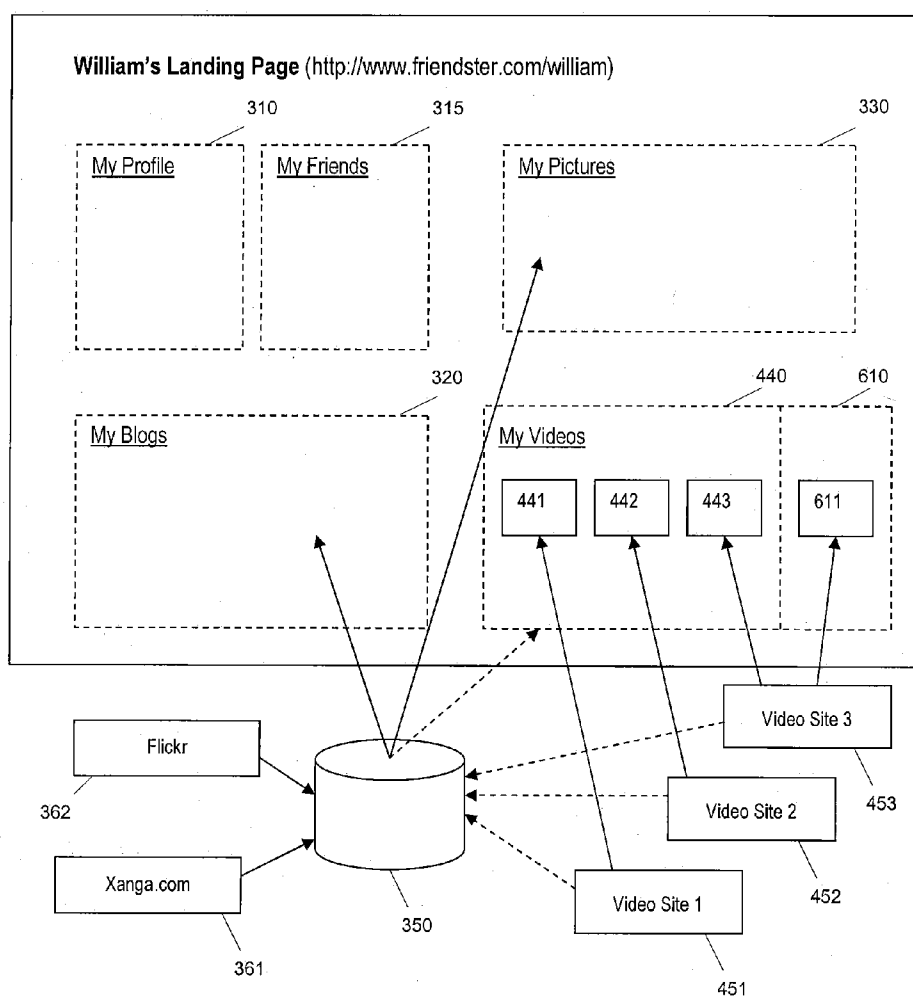 William's Landing Page (http://www.friendster.com/william)
310
315
330
My Profile
My Friends
My Pictures
320
440
610
My Blogs
My Videos
441
442
443
611
Flickr
Video Site 3
362
453
Video Site 2
Xanga.com
350
452
Video Site 1
361
451